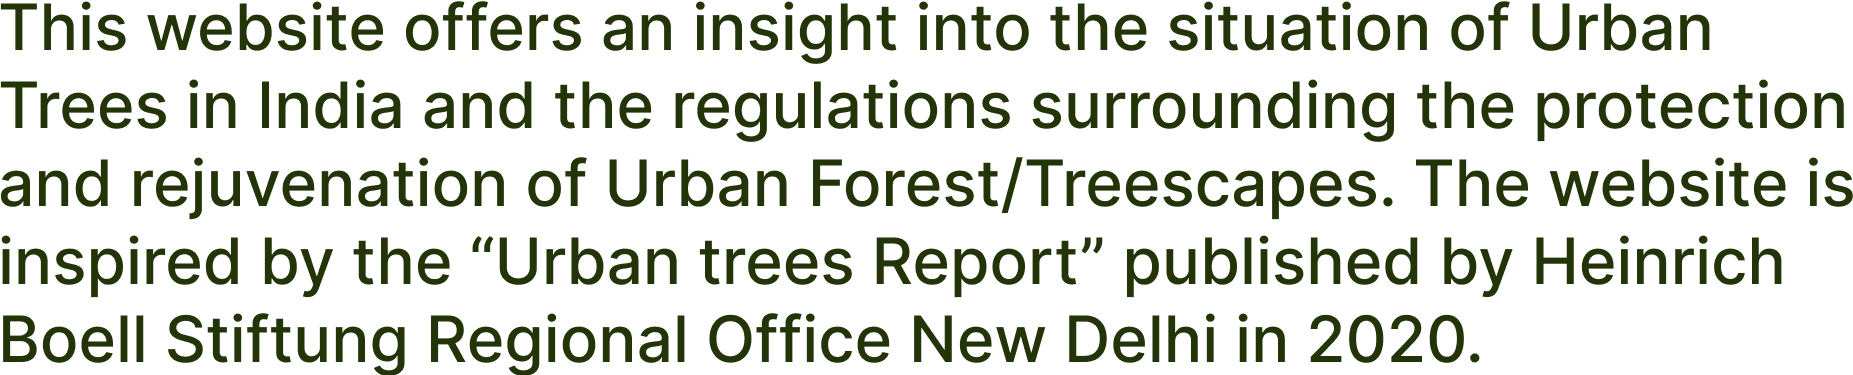 This website offers an insight into the situation of Urban
Trees in India and the regulations surrounding the protection
and rejuvenation of Urban Forest/Treescapes. The website is
inspired by the “Urban trees Report” published by Heinrich
Boell Stiftung Regional Office New Delhi in 2020.